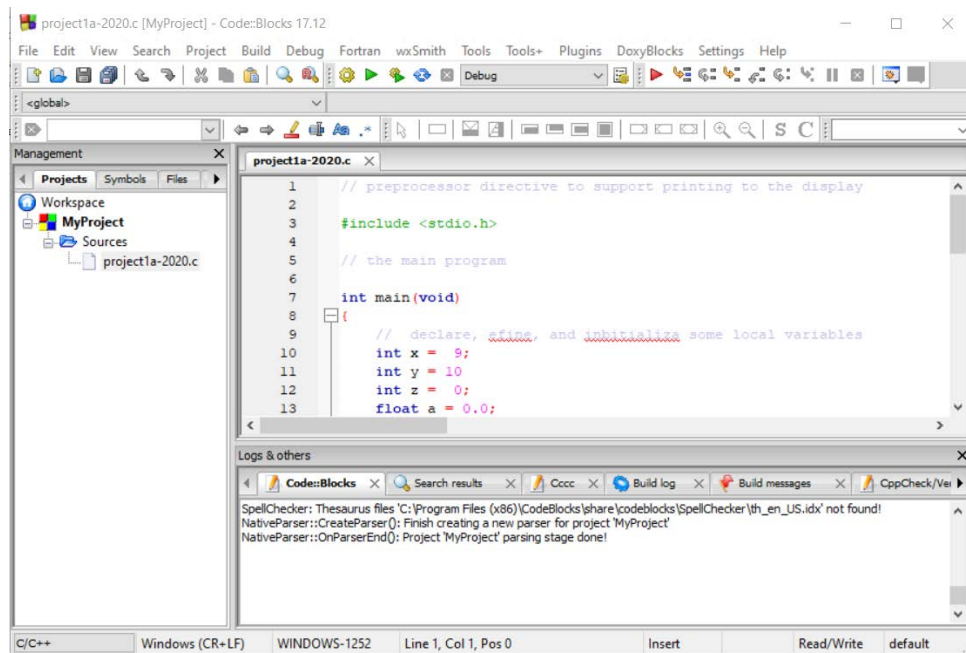 project1a-2020.c [MyProject] - Code::Blocks 17.12
File Edit View Search Project Build Debug Fortran wxSmith Tools Tools+ Plugins DoxyBlocks Settings Help
Debug
<global>
S C
Management
Projects Symbols Files
Workspace
MyProject
Sources
project1a-2020.c
project1a-2020.c
1 // preprocessor directive to support printing to the display
2
3 #include <stdio.h>
4
5 // the main program
6
7 int main(void)
8 {
9 // declare, efine, and inbitializa some local variables
10 int x = 9;
11 int y = 10
12 int z = 0;
13 float a = 0.0;
Logs & others
Code::Blocks Search results Cccc Build log Build messages CppCheck/Ver
SpellChecker: Thesaurus files 'C:\Program Files (x86)\CodeBlocks\share\codeblocks\SpellChecker\th_en_US.idx' not found!
NativeParser::CreateParser(): Finish creating a new parser for project 'MyProject'
NativeParser::OnParserEnd(): Project 'MyProject' parsing stage done!
C/C++ Windows (CR+LF) WINDOWS-1252 Line 1, Col 1, Pos 0 Insert Read/Write default